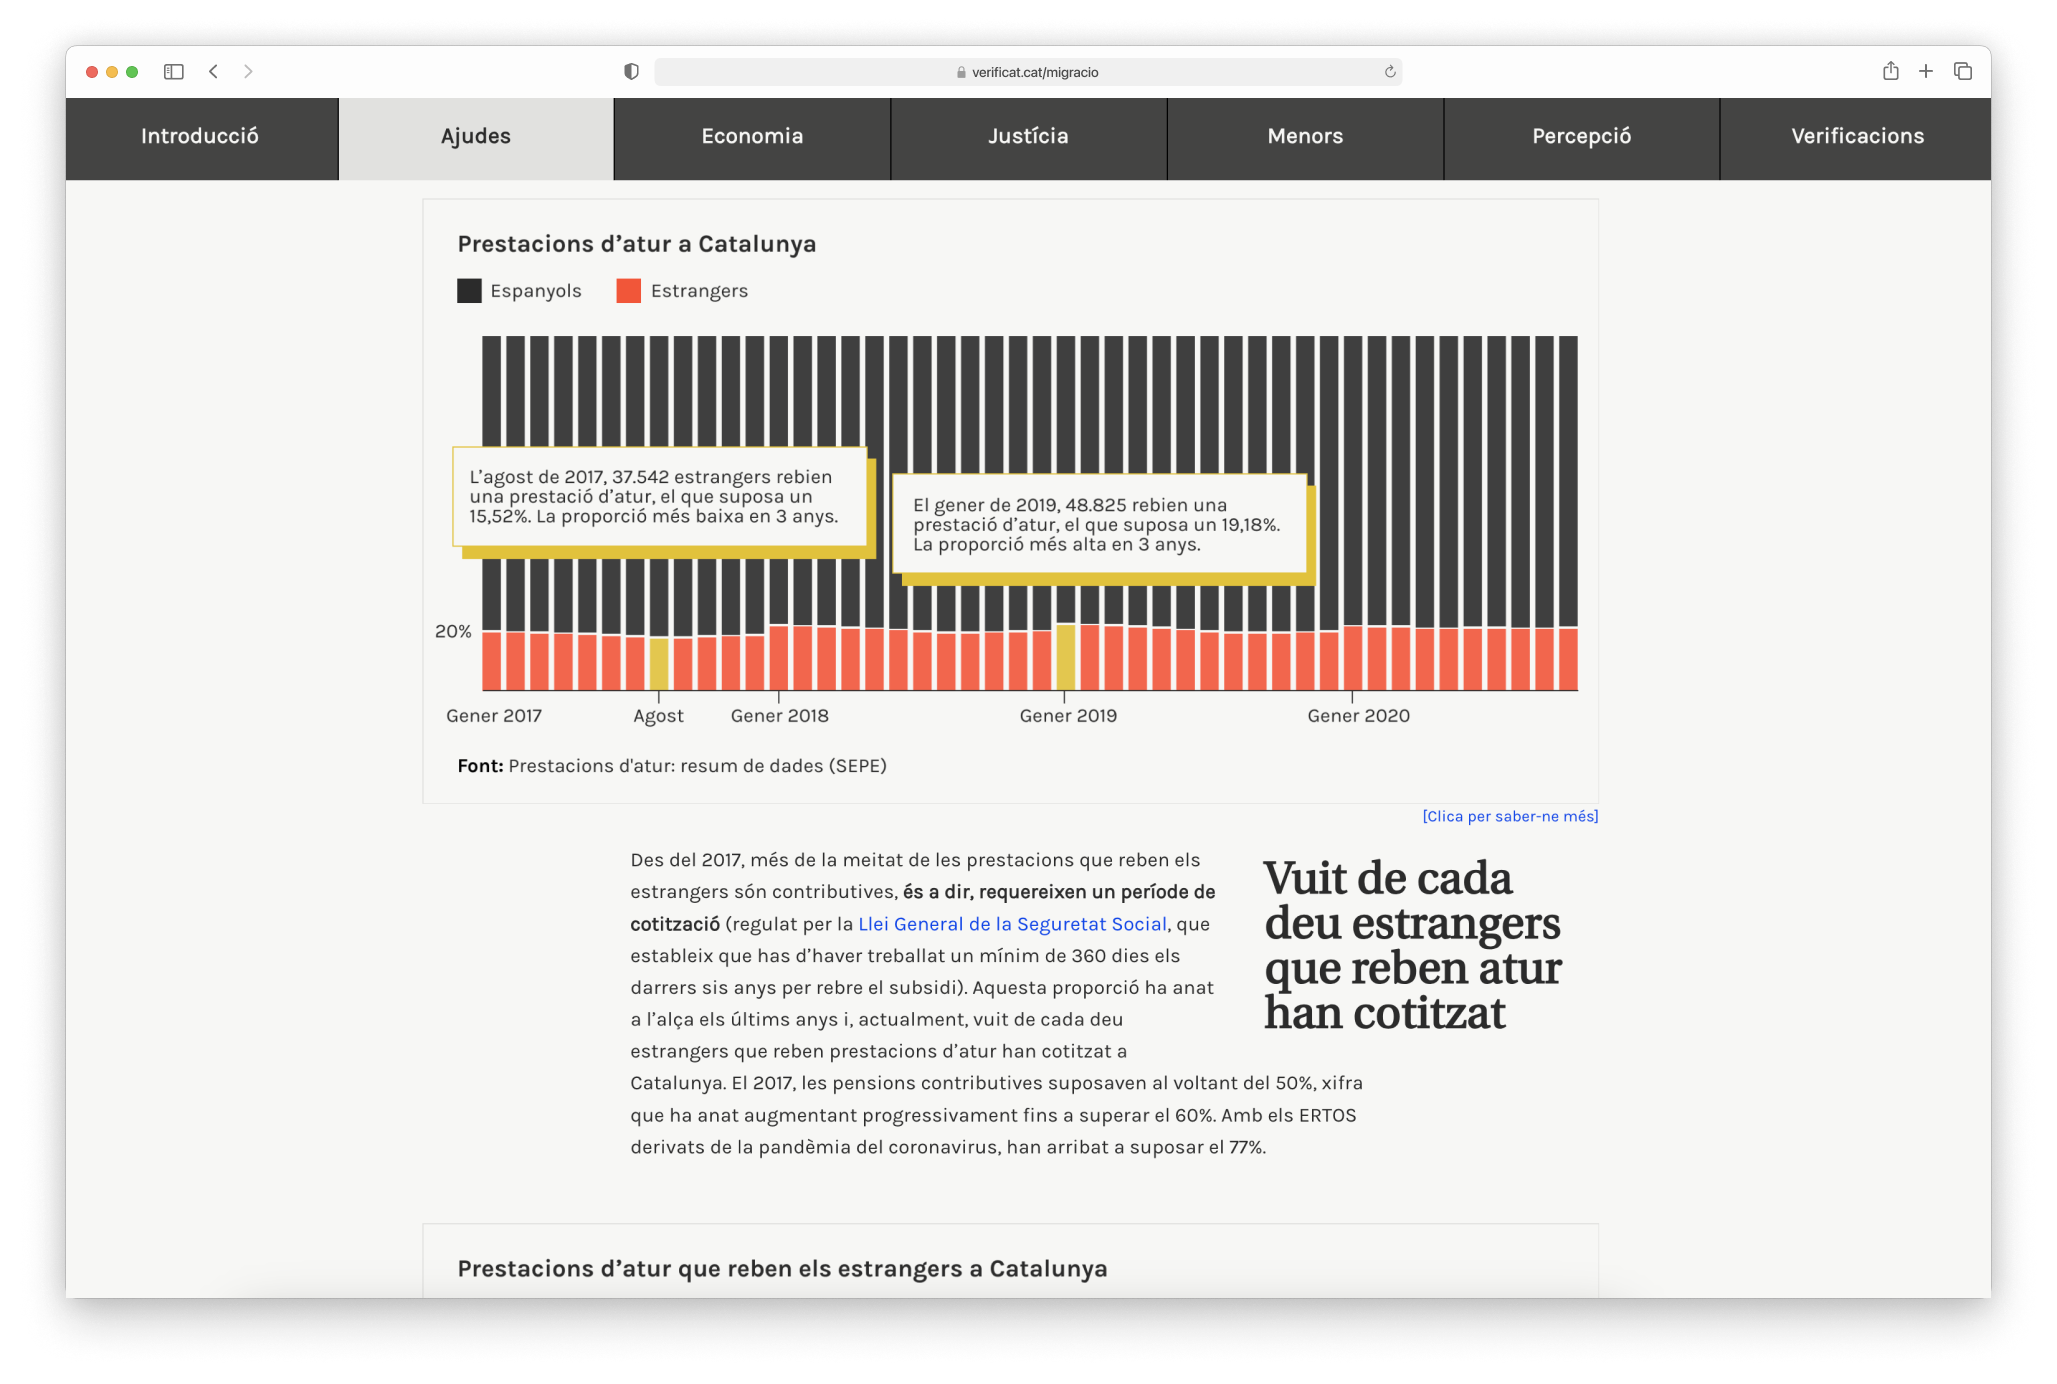 verificat.cat/migracio
Introducció
Ajudes
Economia
Justícia
Menors
Percepció
Verificacions
Prestacions d’atur a Catalunya
Espanyols
Estrangers
L’agost de 2017, 37.542 estrangers rebien
una prestació d’atur, el que suposa un
15,52%. La proporció més baixa en 3 anys.
El gener de 2019, 48.825 rebien una
prestació d’atur, el que suposa un 19,18%.
La proporció més alta en 3 anys.
20%
Gener 2017
Agost
Gener 2018
Gener 2019
Gener 2020
Font: Prestacions d'atur: resum de dades (SEPE)
[Clica per saber-ne més]
Des del 2017, més de la meitat de les prestacions que reben els
estrangers són contributives, és a dir, requereixen un període de
cotització (regulat per la Llei General de la Seguretat Social, que
estableix que has d’haver treballat un mínim de 360 dies els
darrers sis anys per rebre el subsidi). Aquesta proporció ha anat
a l’alça els últims anys i, actualment, vuit de cada deu
estrangers que reben prestacions d’atur han cotitzat a
Catalunya. El 2017, les pensions contributives suposaven al voltant del 50%, xifra
que ha anat augmentant progressivament fins a superar el 60%. Amb els ERTOS
derivats de la pandèmia del coronavirus, han arribat a suposar el 77%.
Vuit de cada
deu estrangers
que reben atur
han cotitzat
Prestacions d’atur que reben els estrangers a Catalunya